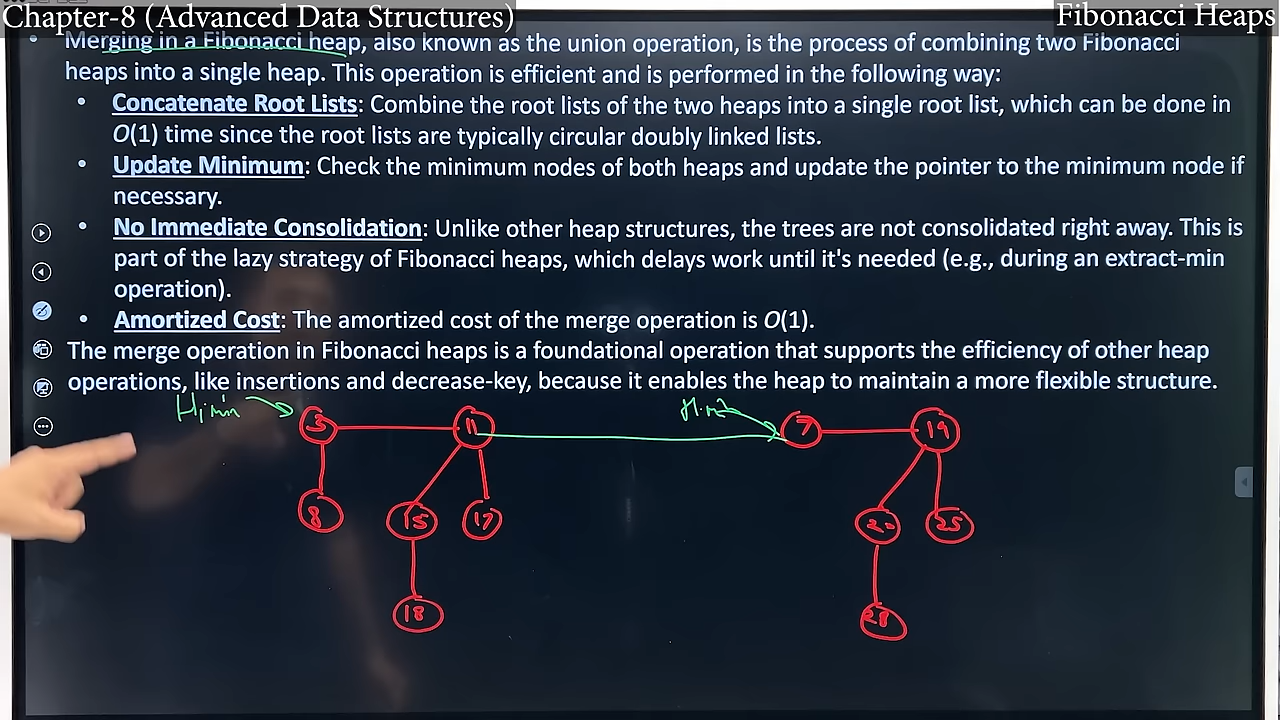 Chapter-8 (Advanced Data Structures)
Fibonacci Heaps
• Merging in a Fibonacci heap, also known as the union operation, is the process of combining two Fibonacci
heaps into a single heap. This operation is efficient and is performed in the following way:
• Concatenate Root Lists: Combine the root lists of the two heaps into a single root list, which can be done in
O(1) time since the root lists are typically circular doubly linked lists.
• Update Minimum: Check the minimum nodes of both heaps and update the pointer to the minimum node if
necessary.
• No Immediate Consolidation: Unlike other heap structures, the trees are not consolidated right away. This is
part of the lazy strategy of Fibonacci heaps, which delays work until it's needed (e.g., during an extract-min
operation).
• Amortized Cost: The amortized cost of the merge operation is O(1).
The merge operation in Fibonacci heaps is a foundational operation that supports the efficiency of other heap
operations, like insertions and decrease-key, because it enables the heap to maintain a more flexible structure.
11 7 19
8 15 17 20 25
18 28